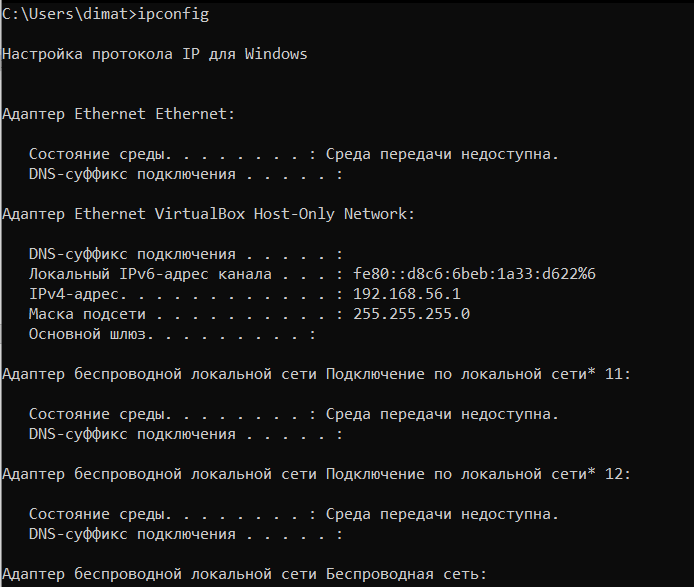 C:\Users\dimat>ipconfig
Настройка протокола IP для Windows
Адаптер Ethernet Ethernet:
Состояние среды. . . . . . . . : Среда передачи недоступна.
DNS-суффикс подключения . . . . . :
Адаптер Ethernet VirtualBox Host-Only Network:
DNS-суффикс подключения . . . . . :
Локальный IPv6-адрес канала . . . : fe80::d8c6:6beb:1a33:d622%6
IPv4-адрес. . . . . . . . . . . . : 192.168.56.1
Маска подсети . . . . . . . . . . : 255.255.255.0
Основной шлюз. . . . . . . . . :
Адаптер беспроводной локальной сети Подключение по локальной сети* 11:
Состояние среды. . . . . . . . : Среда передачи недоступна.
DNS-суффикс подключения . . . . . :
Адаптер беспроводной локальной сети Подключение по локальной сети* 12:
Состояние среды. . . . . . . . : Среда передачи недоступна.
DNS-суффикс подключения . . . . . :
Адаптер беспроводной локальной сети Беспроводная сеть: